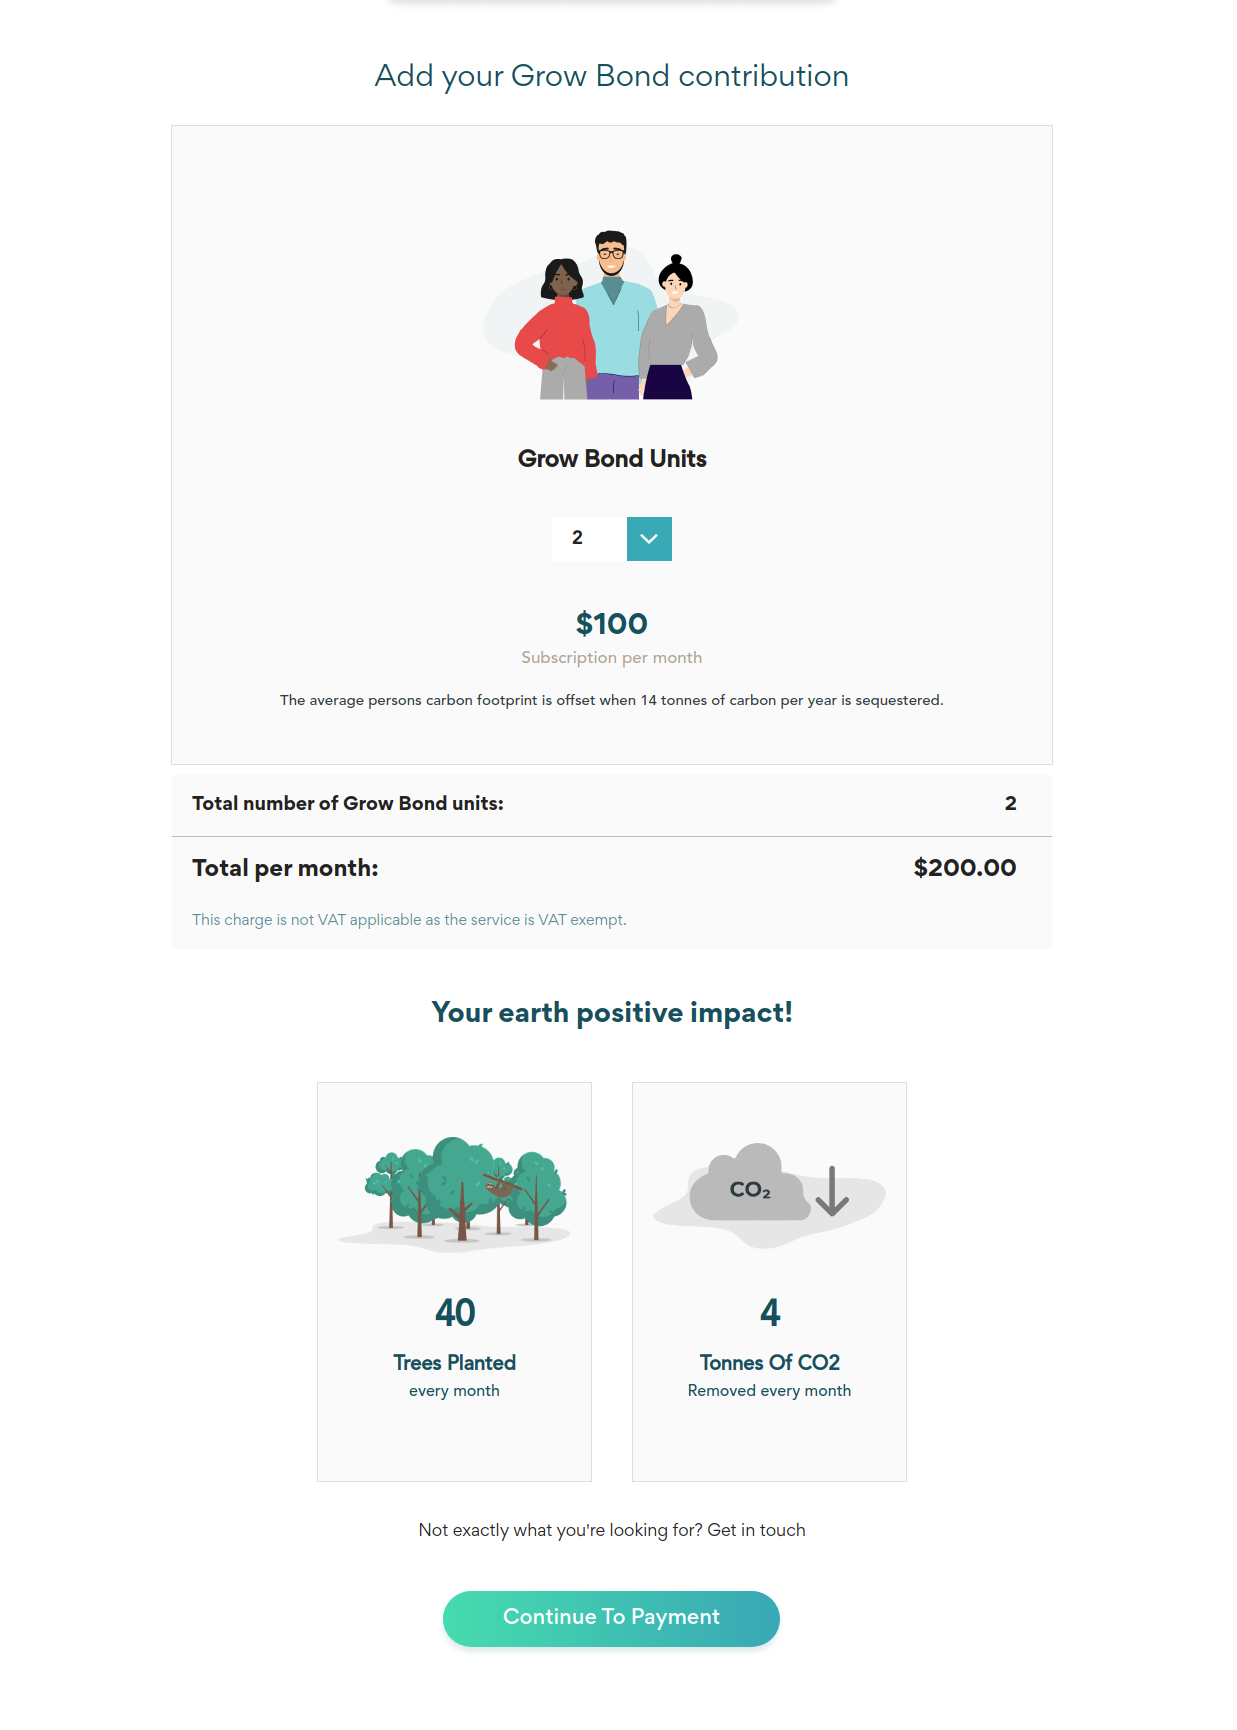 Add your Grow Bond contribution
Grow Bond Units
2
$100
Subscription per month
The average persons carbon footprint is offset when 14 tonnes of carbon per year is sequestered.
Total number of Grow Bond units: 2
Total per month: $200.00
This charge is not VAT applicable as the service is VAT exempt.
Your earth positive impact!
CO₂
40
Trees Planted
every month
4
Tonnes Of CO2
Removed every month
Not exactly what you're looking for? Get in touch
Continue To Payment